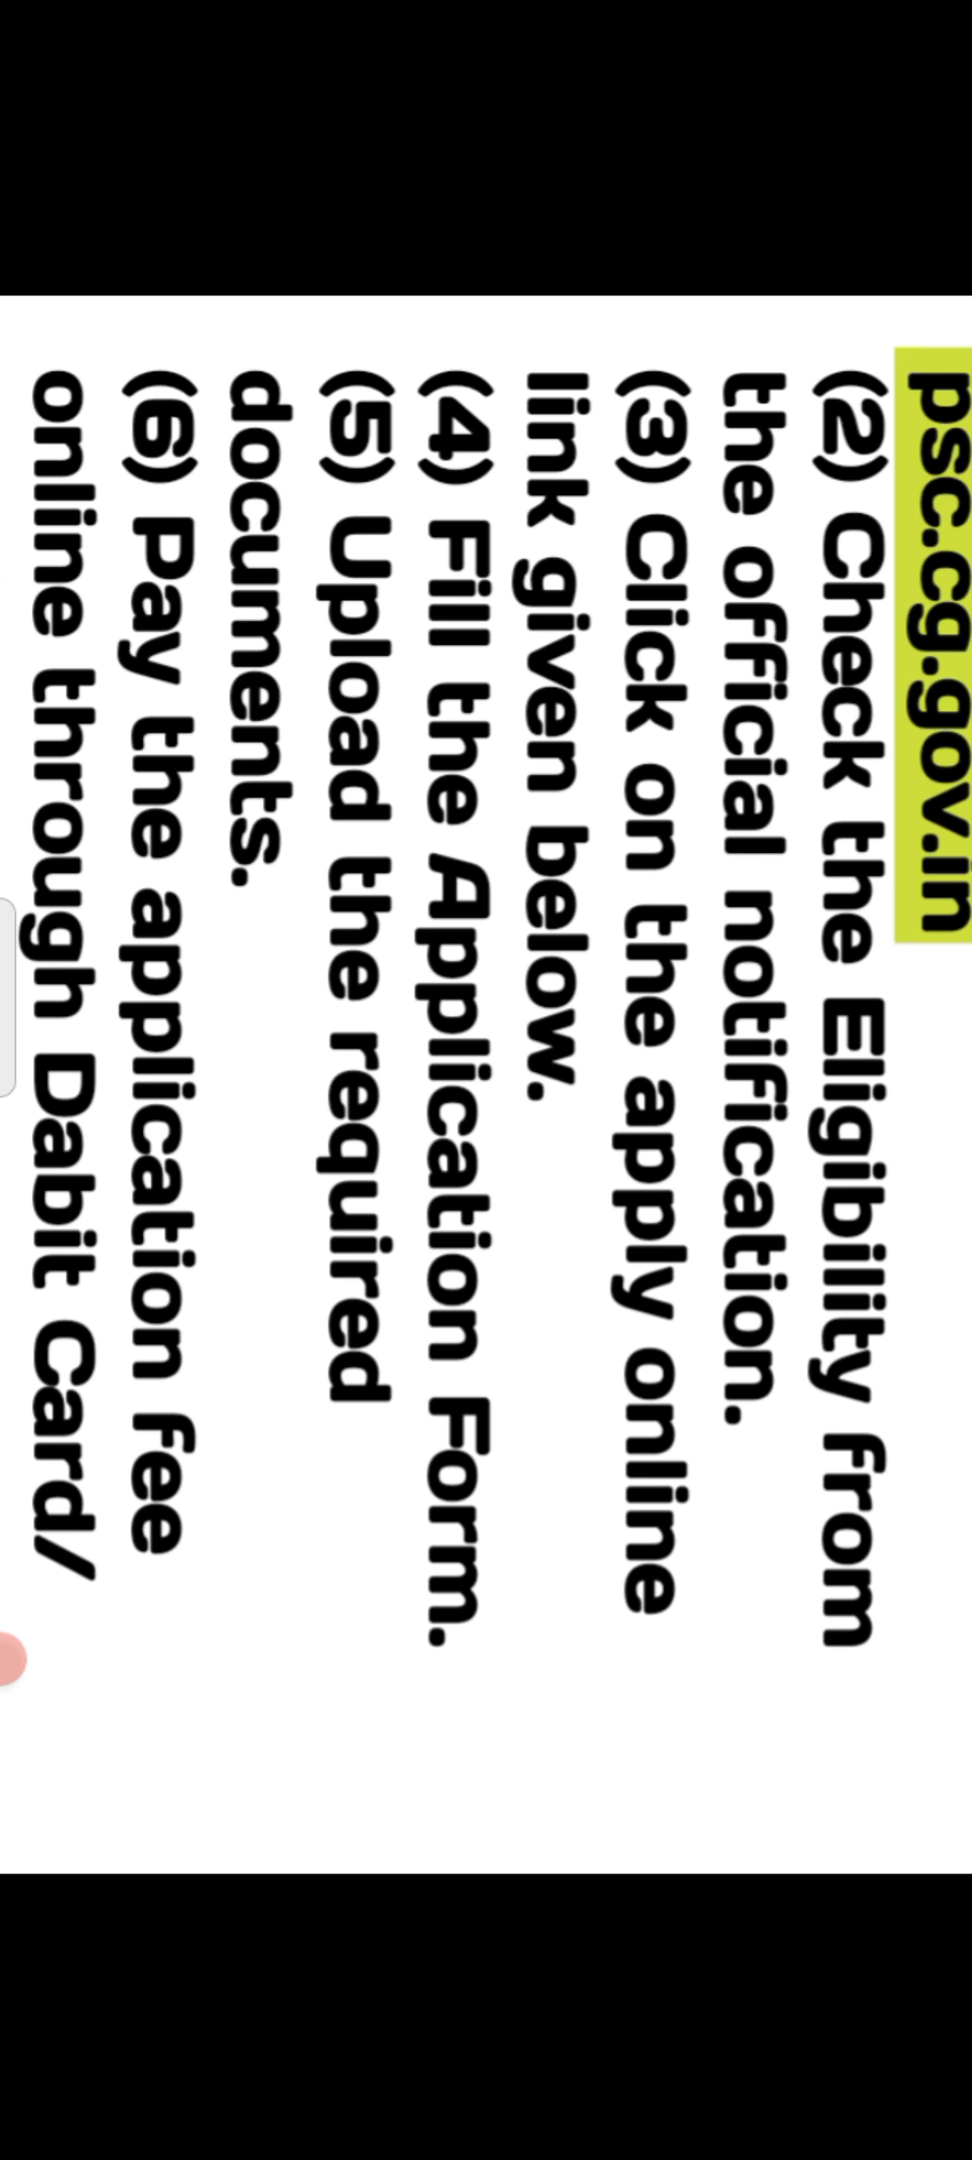 psc.cg.gov.in
(2) Check the Eligibility from
the official notification.
(3) Click on the apply online
link given below.
(4) Fill the Application Form.
(5) Upload the required
documents.
(6) Pay the application fee
online through Dabit Card/